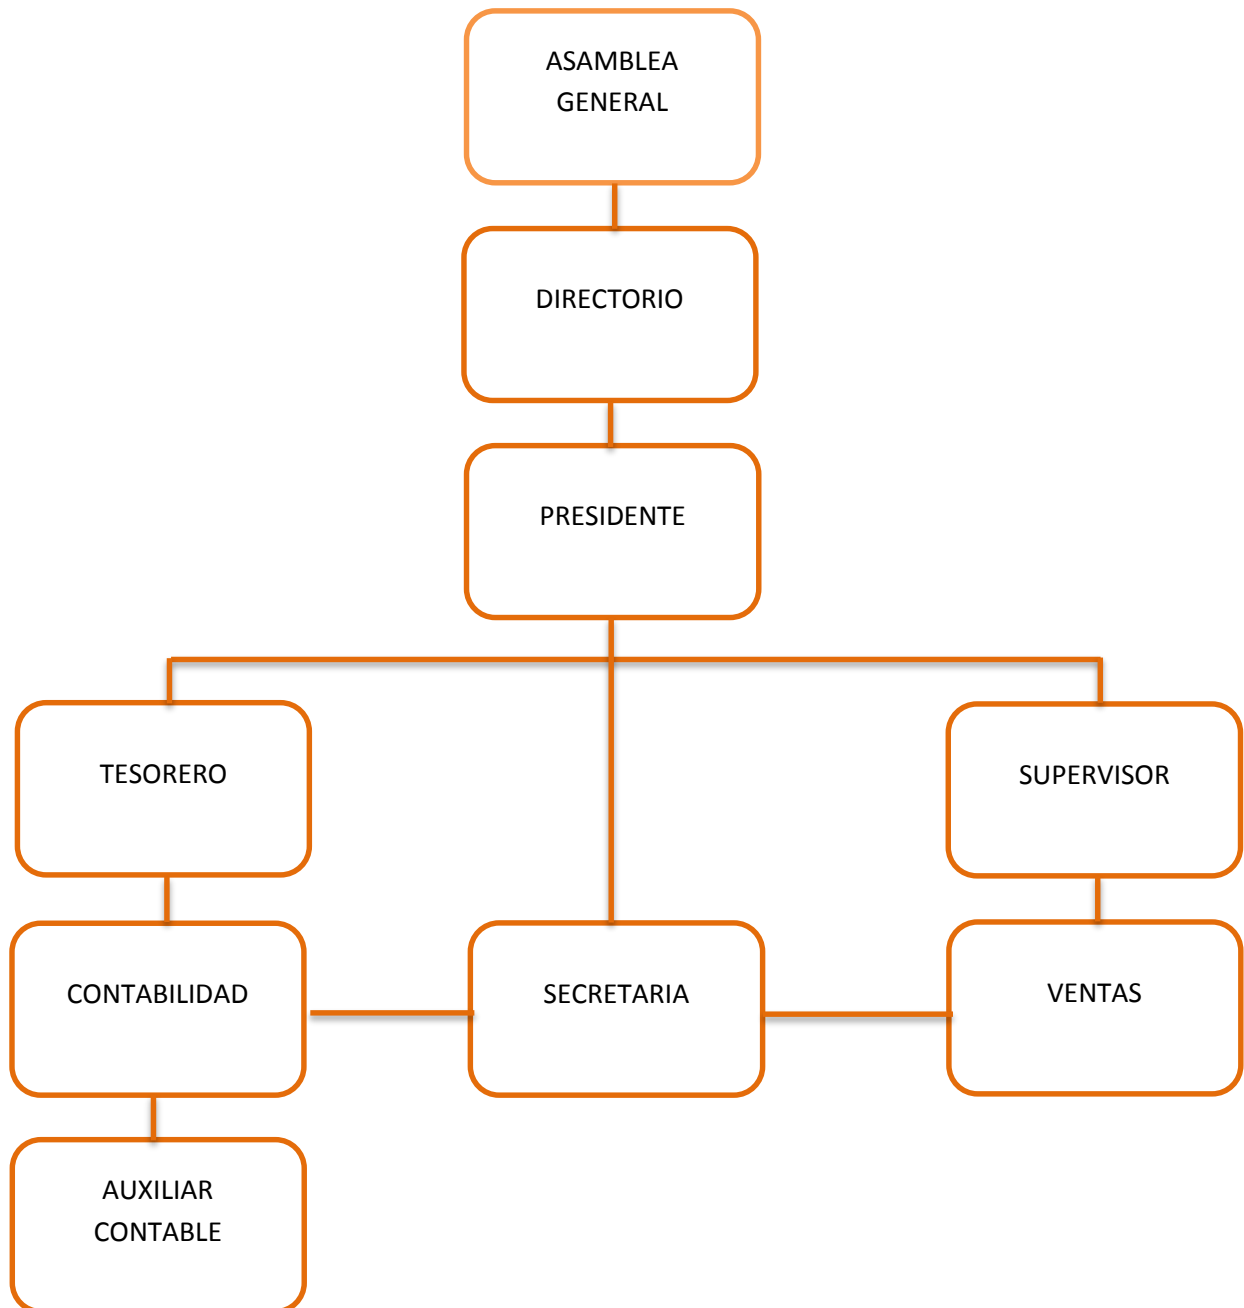 ASAMBLEA
GENERAL
DIRECTORIO
PRESIDENTE
TESORERO
SUPERVISOR
CONTABILIDAD
SECRETARIA
VENTAS
AUXILIAR
CONTABLE